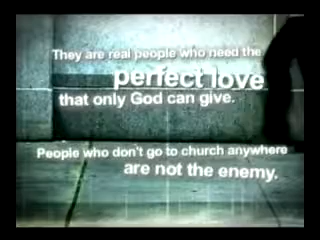 They are real people who need the
perfect love
that only God can give.
People who don't go to church anywhere
are not the enemy,